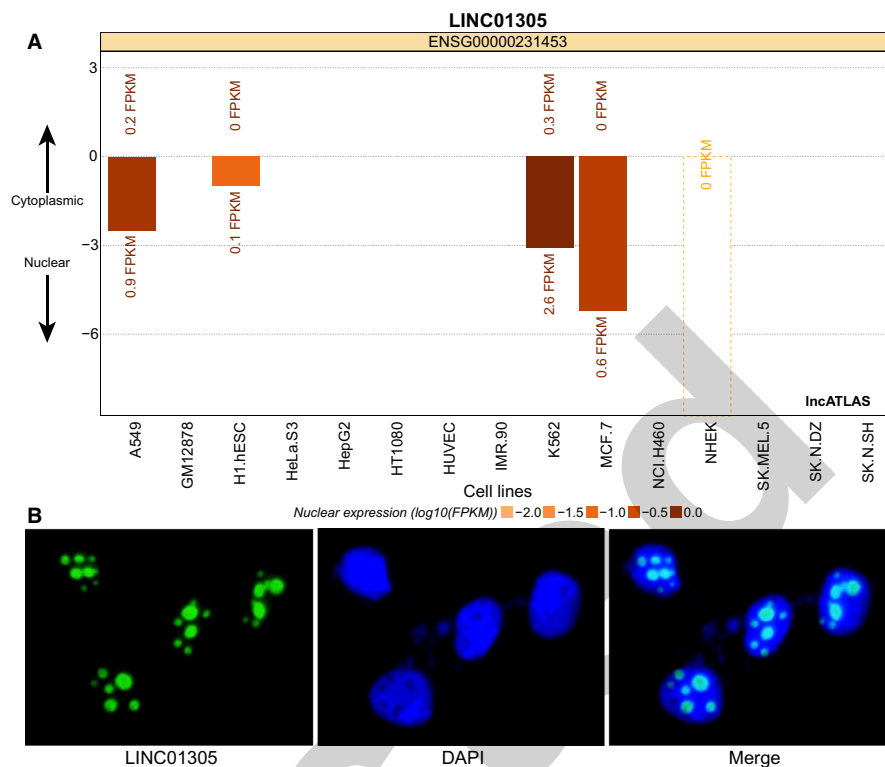 LINC01305
A
ENSG00000231453
3
0
−3
−6
Cytoplasmic
Nuclear
0.2 FPKM
0.9 FPKM
0 FPKM
0.1 FPKM
0.3 FPKM
2.6 FPKM
0 FPKM
0.6 FPKM
0 FPKM
lncATLAS
A549
GM12878
H1.hESC
HeLa.S3
HepG2
HT1080
HUVEC
IMR.90
K562
MCF.7
NCI.H460
NHEK
SK.MEL.5
SK.N.DZ
SK.N.SH
Cell lines
Nuclear expression (log10(FPKM)) −2.0 −1.5 −1.0 −0.5 0.0
B
LINC01305 DAPI Merge